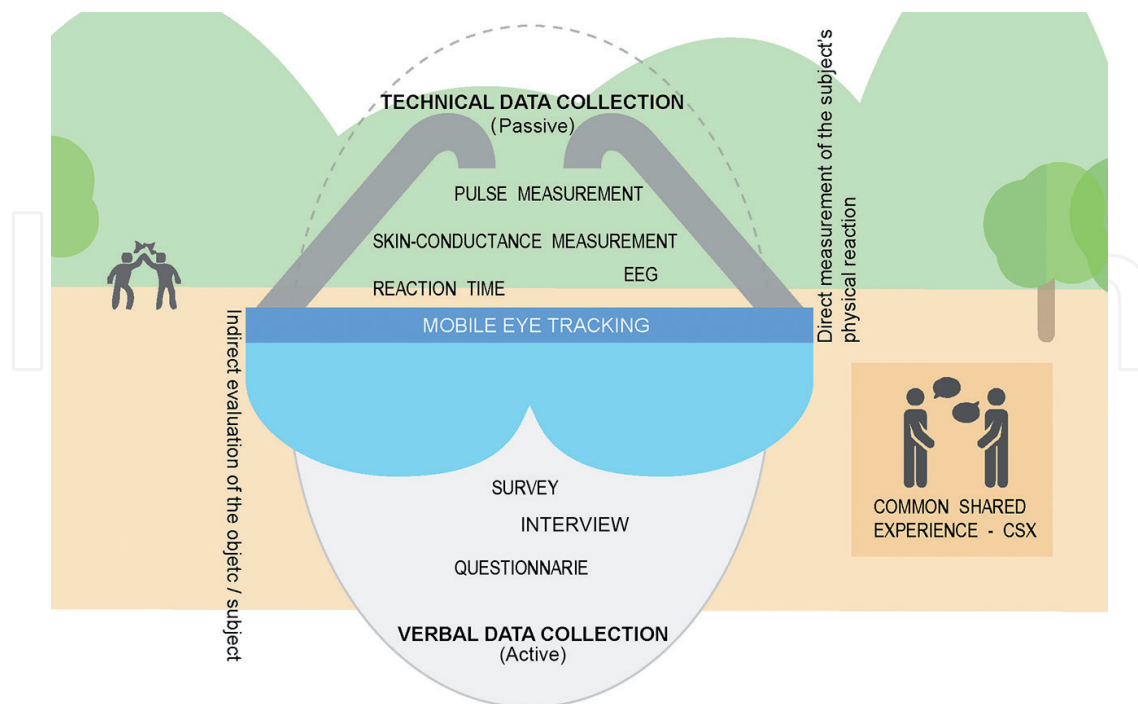 TECHNICAL DATA COLLECTION
(Passive)
PULSE MEASUREMENT
SKIN-CONDUCTANCE MEASUREMENT
EEG
REACTION TIME
MOBILE EYE TRACKING
Direct measurement of the subject's
physical reaction
Indirect evaluation of the objetc / subject
SURVEY
INTERVIEW
QUESTIONNARIE
VERBAL DATA COLLECTION
(Active)
COMMON SHARED
EXPERIENCE - CSX